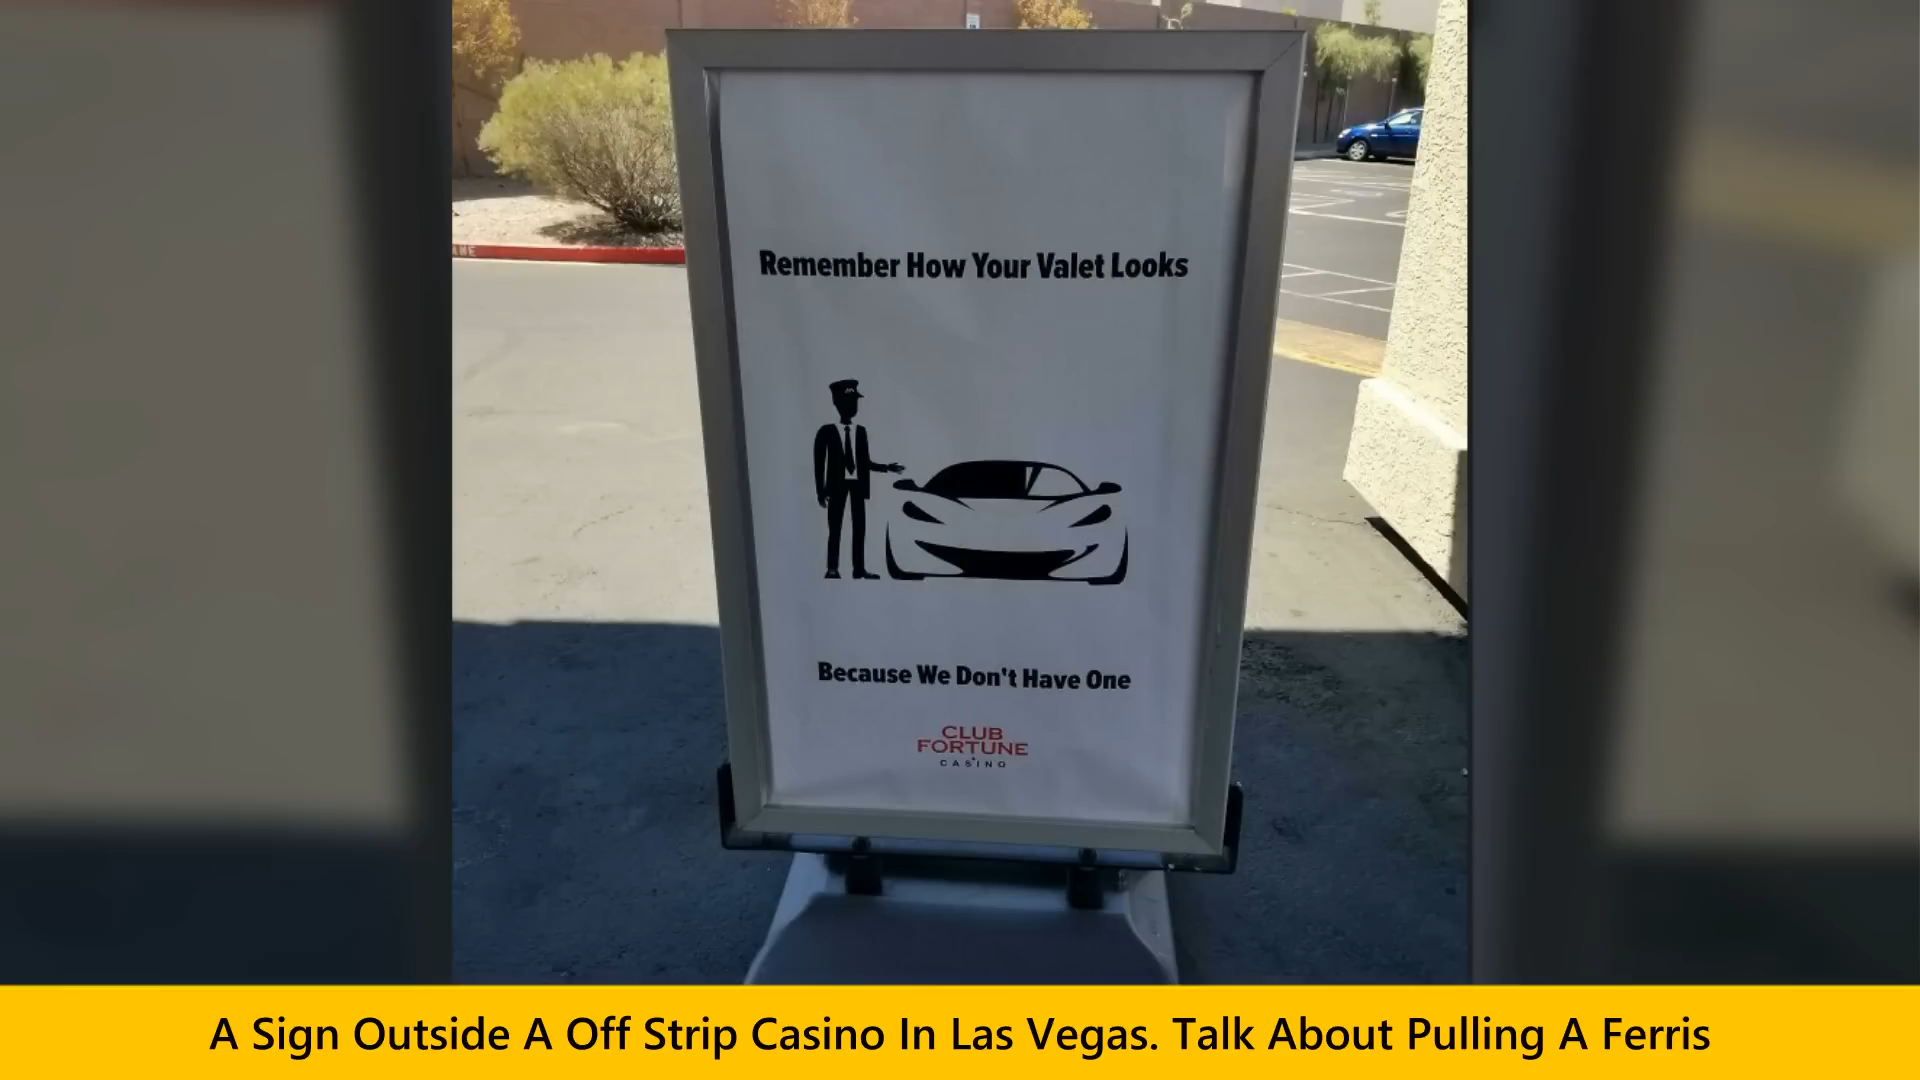 Remember How Your Valet Looks
Because We Don't Have One
CLUB
FORTUNE
CASINO
A Sign Outside A Off Strip Casino In Las Vegas. Talk About Pulling A Ferris